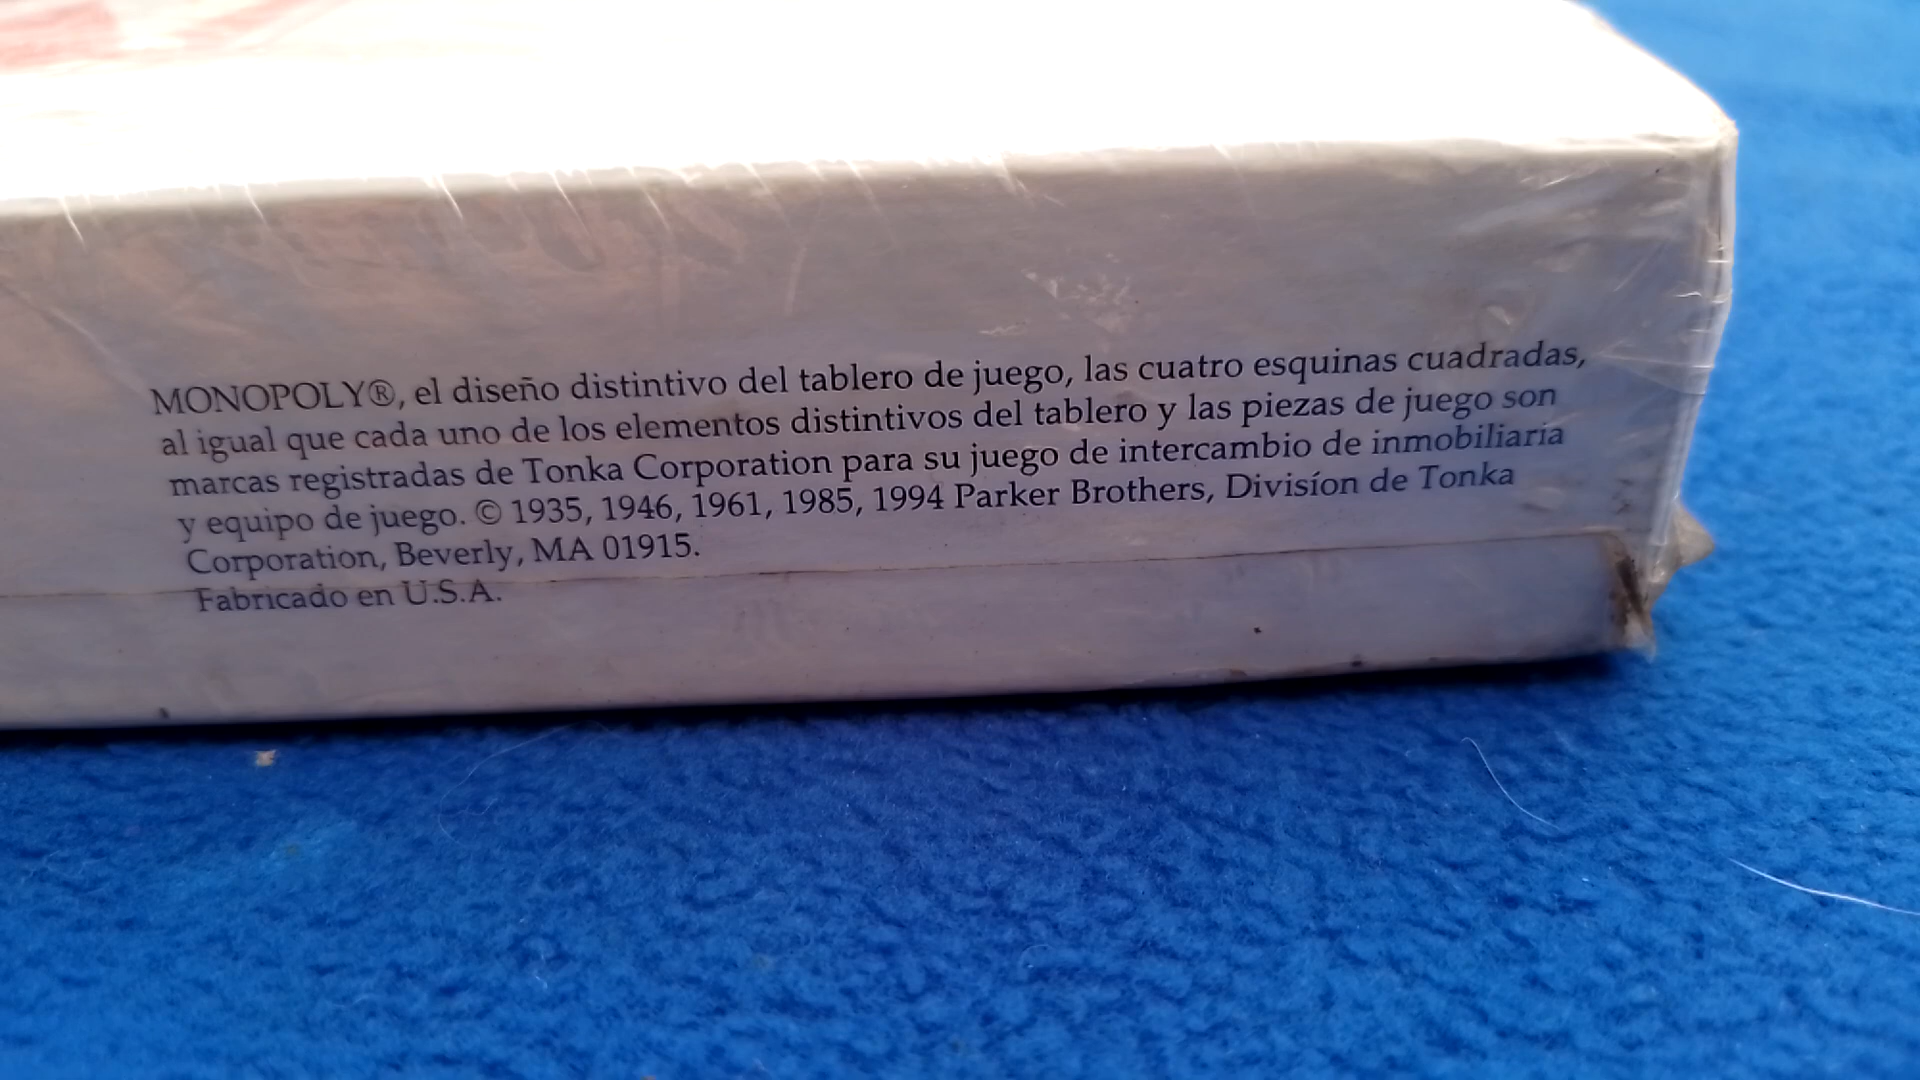 MONOPOLY®, el diseño distintivo del tablero de juego, las cuatro esquinas cuadradas,
al igual que cada uno de los elementos distintivos del tablero y las piezas de juego son
marcas registradas de Tonka Corporation para su juego de intercambio de inmobiliaria
y equipo de juego. © 1935, 1946, 1961, 1985, 1994 Parker Brothers, Divisíon de Tonka
Corporation, Beverly, MA 01915.
Fabricado en U.S.A.